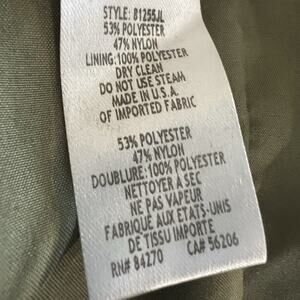 STYLE: 81255JL
53% POLYESTER
47% NYLON
LINING: 100% POLYESTER
DRY CLEAN
DO NOT USE STEAM
MADE IN U.S.A.
OF IMPORTED FABRIC
53% POLYESTER
47% NYLON
DOUBLURE: 100% POLYESTER
NETTOYER A SEC
NE PAS VAPEUR
FABRIQUE AUX ETATS-UNIS
DE TISSU IMPORTE
RN# 84270 CA# 56206